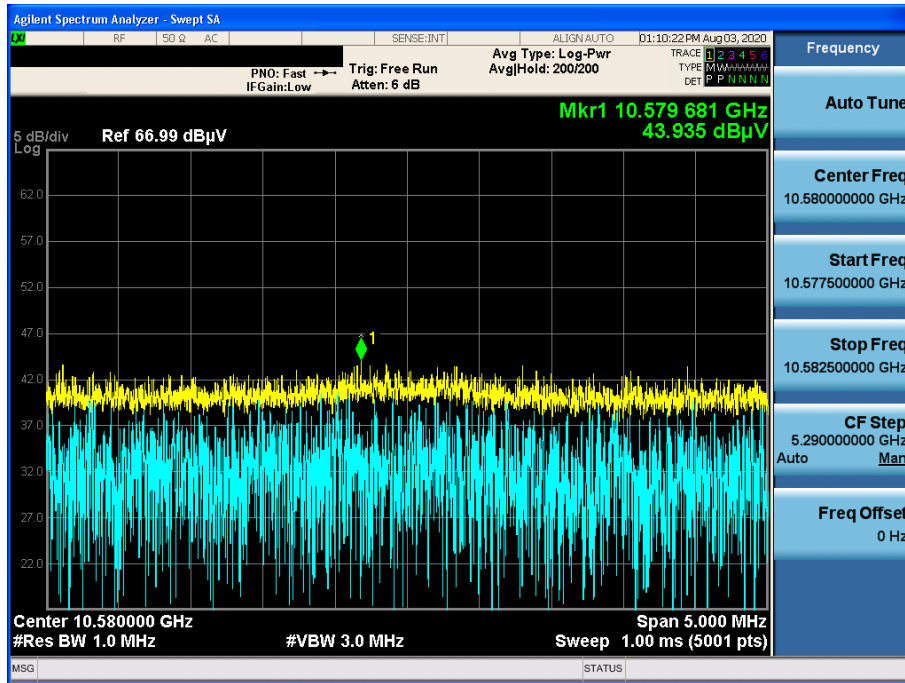 Agilent Spectrum Analyzer - Swept SA
LXI RF 50 Ω AC SENSE:INT ALIGN AUTO 01:10:22 PM Aug 03, 2020
PNO: Fast Trig: Free Run Avg Type: Log-Pwr TRACE 1 2 3 4 5 6
IFGain:Low Atten: 6 dB Avg|Hold: 200/200 TYPE M W W W W W
DET P P N N N N
Frequency
Mkr1 10.579 681 GHz
43.935 dBµV
5 dB/div Ref 66.99 dBµV
Log
62.0
57.0
52.0
47.0
42.0
37.0
32.0
27.0
22.0
1
Center 10.580000 GHz Span 5.000 MHz
#Res BW 1.0 MHz #VBW 3.0 MHz Sweep 1.00 ms (5001 pts)
MSG STATUS
Auto Tune
Center Freq
10.580000000 GHz
Start Freq
10.577500000 GHz
Stop Freq
10.582500000 GHz
CF Step
5.290000000 GHz
Auto Man
Freq Offset
0 Hz